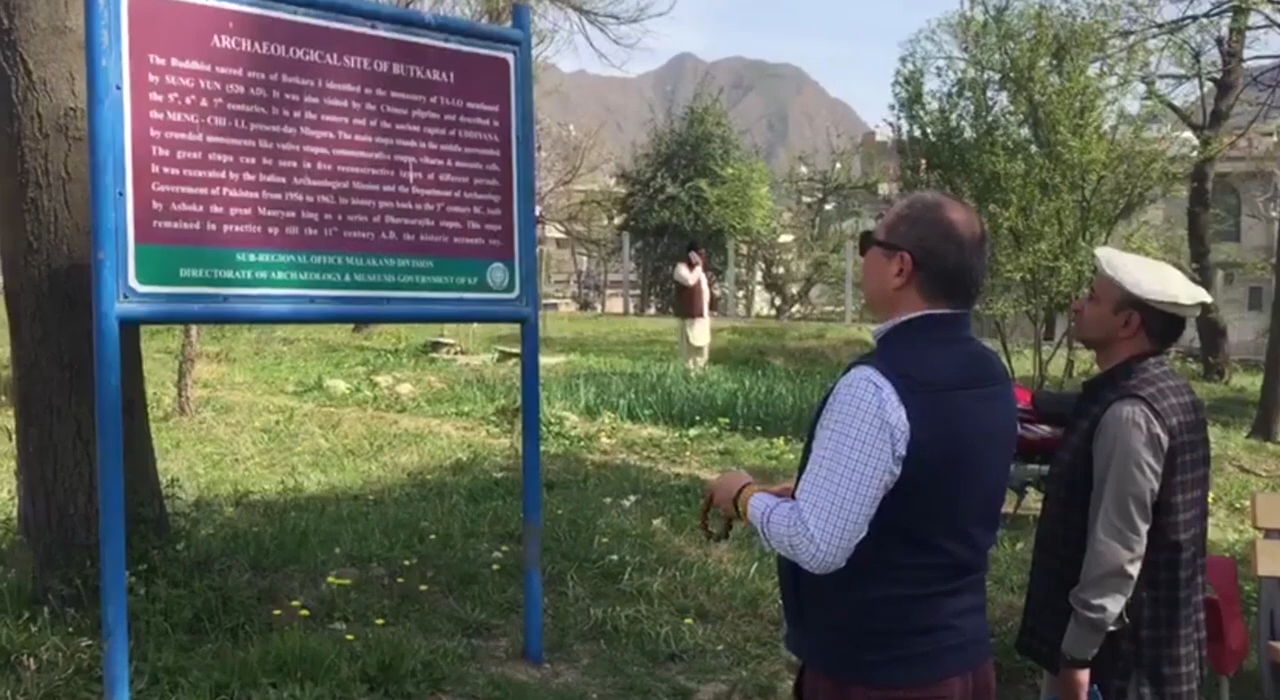 ARCHAEOLOGICAL SITE OF BUTKARA I
The Buddhist sacred area of Butkara I identified as the monastery of TA-LO mentioned
by SUNG YUN (520 AD). It was also visited by the Chinese pilgrims and described in
the 5th, 6th & 7th centuries. It is at the eastern end of the ancient capital of UDDIYANA,
the MENG - CHI - LI, present-day Mingora. The main stupa stands in the middle surrounded
by crowded monuments like votive stupas, commemorative stupas, viharas & monastic cells.
The great stupa can be seen in five reconstructive layers of different periods.
It was excavated by the Italian Archaeological Mission and the Department of Archaeology
Government of Pakistan from 1956 to 1962. Its history goes back to the 3rd century BC, built
by Ashoka the great Mauryan king as a series of Dharmarajika stupas. This stupa
remained in practice up till the 11th century A.D. the historic accounts say.
SUB-REGIONAL OFFICE MALAKAND DIVISION
DIRECTORATE OF ARCHAEOLOGY & MUSEUMS GOVERNMENT OF KP